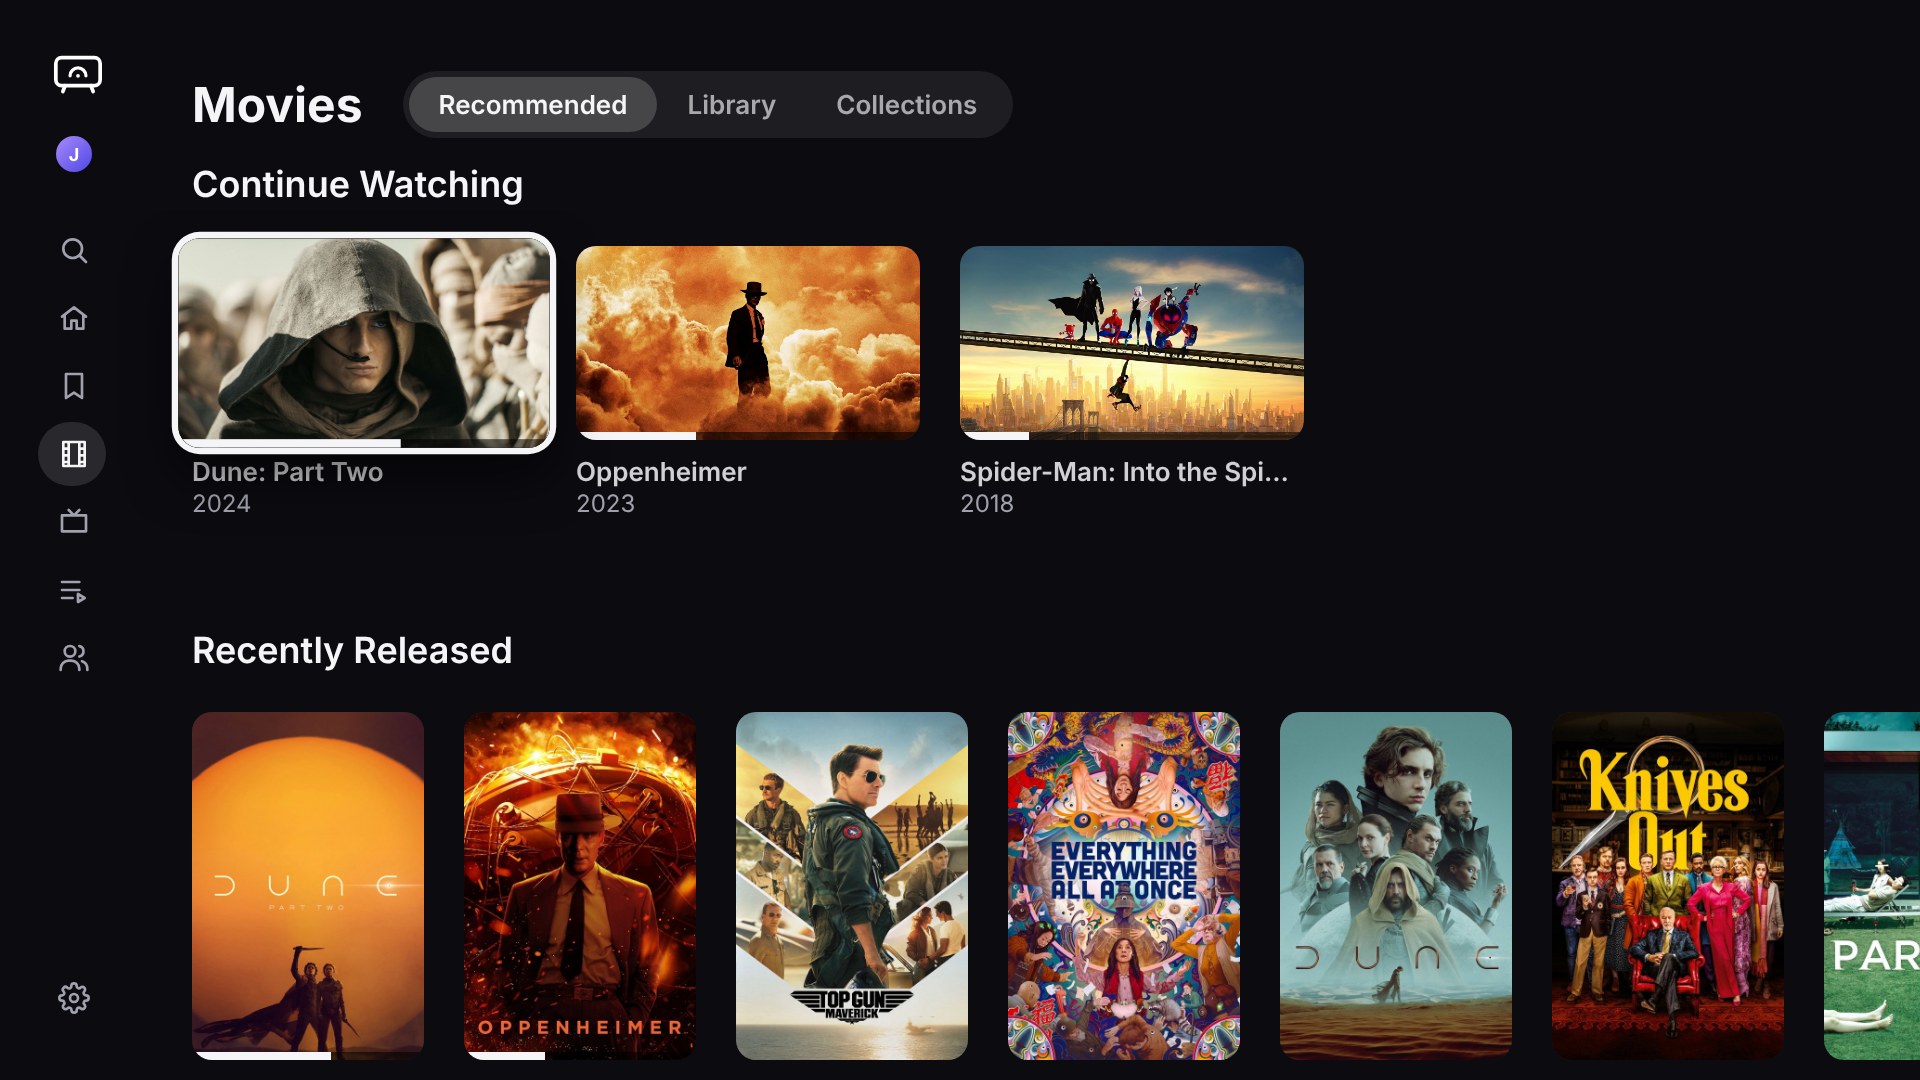 Movies
Recommended
Library
Collections
J
Continue Watching
Dune: Part Two
2024
Oppenheimer
2023
Spider-Man: Into the Spi...
2018
Recently Released
DUNE
PART TWO
OPPENHEIMER
TOP GUN
MAVERICK
EVERYTHING
EVERYWHERE
ALL AT ONCE
DUNE
Knives
Out
PAR